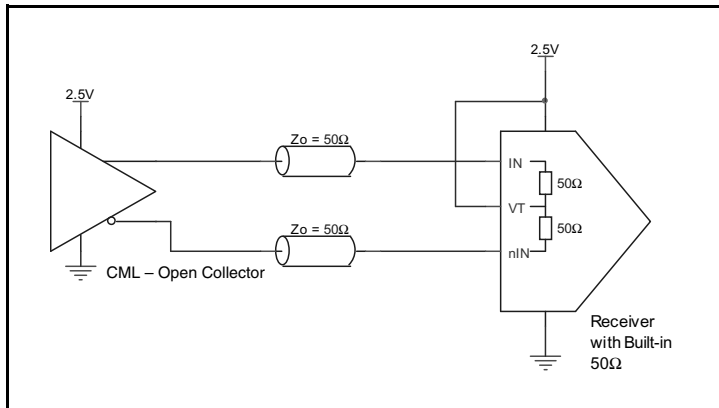 2.5V
2.5V
Zo = 50Ω
IN
50Ω
VT
50Ω
Zo = 50Ω
nIN
CML – Open Collector
Receiver
with Built-in
50Ω